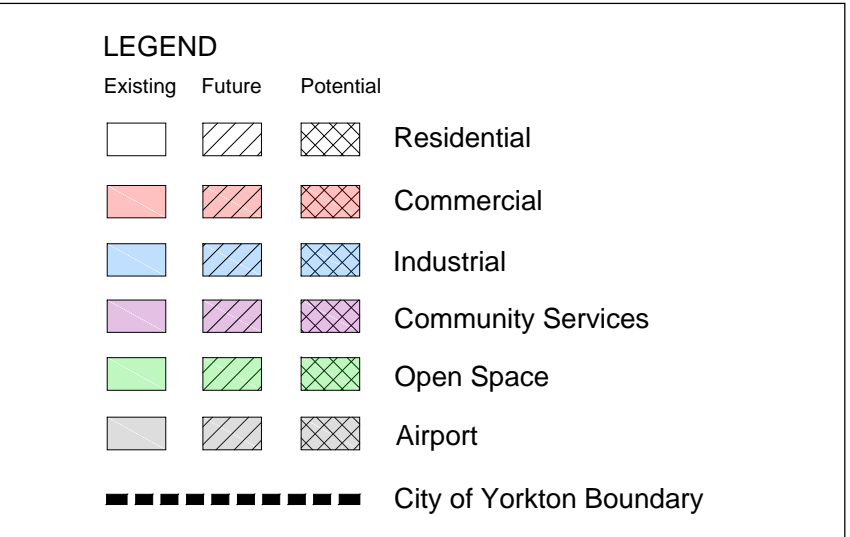 LEGEND
Existing Future Potential
Residential
Commercial
Industrial
Community Services
Open Space
Airport
City of Yorkton Boundary